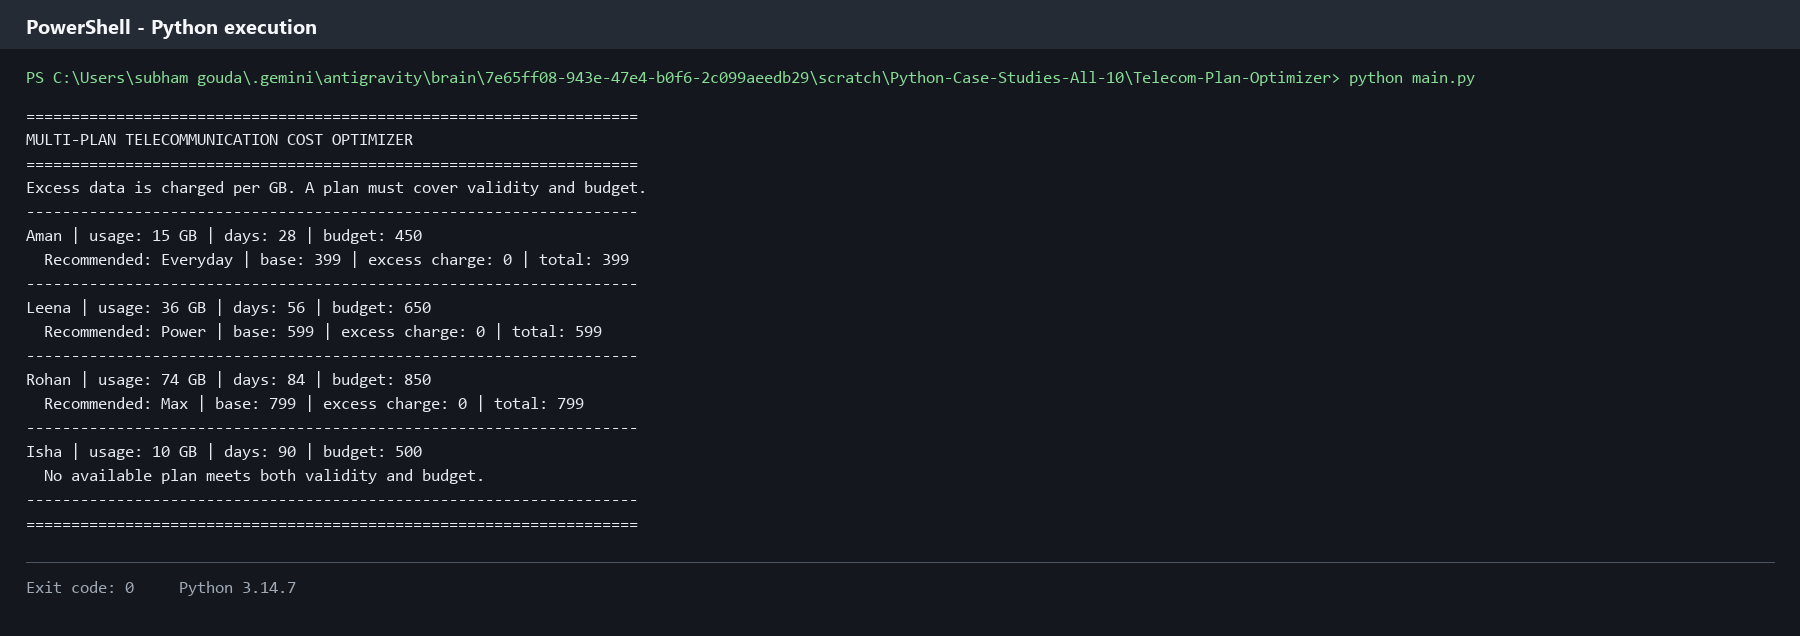 PowerShell - Python execution
PS C:\Users\subham gouda\.gemini\antigravity\brain\7e65ff08-943e-47e4-b0f6-2c099aeedb29\scratch\Python-Case-Studies-All-10\Telecom-Plan-Optimizer> python main.py
====================================================================
MULTI-PLAN TELECOMMUNICATION COST OPTIMIZER
====================================================================
Excess data is charged per GB. A plan must cover validity and budget.
--------------------------------------------------------------------
Aman | usage: 15 GB | days: 28 | budget: 450
  Recommended: Everyday | base: 399 | excess charge: 0 | total: 399
--------------------------------------------------------------------
Leena | usage: 36 GB | days: 56 | budget: 650
  Recommended: Power | base: 599 | excess charge: 0 | total: 599
--------------------------------------------------------------------
Rohan | usage: 74 GB | days: 84 | budget: 850
  Recommended: Max | base: 799 | excess charge: 0 | total: 799
--------------------------------------------------------------------
Isha | usage: 10 GB | days: 90 | budget: 500
  No available plan meets both validity and budget.
--------------------------------------------------------------------
====================================================================
Exit code: 0     Python 3.14.7